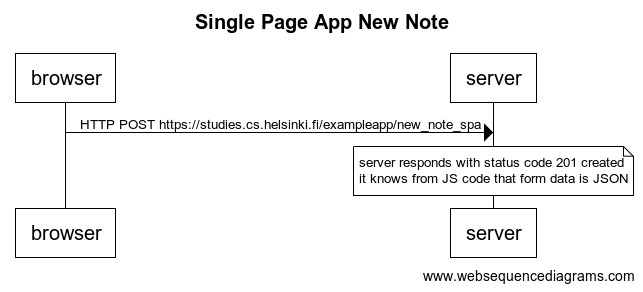 Single Page App New Note
browser
server
HTTP POST https://studies.cs.helsinki.fi/exampleapp/new_note_spa
server responds with status code 201 created
it knows from JS code that form data is JSON
browser
server
www.websequencediagrams.com